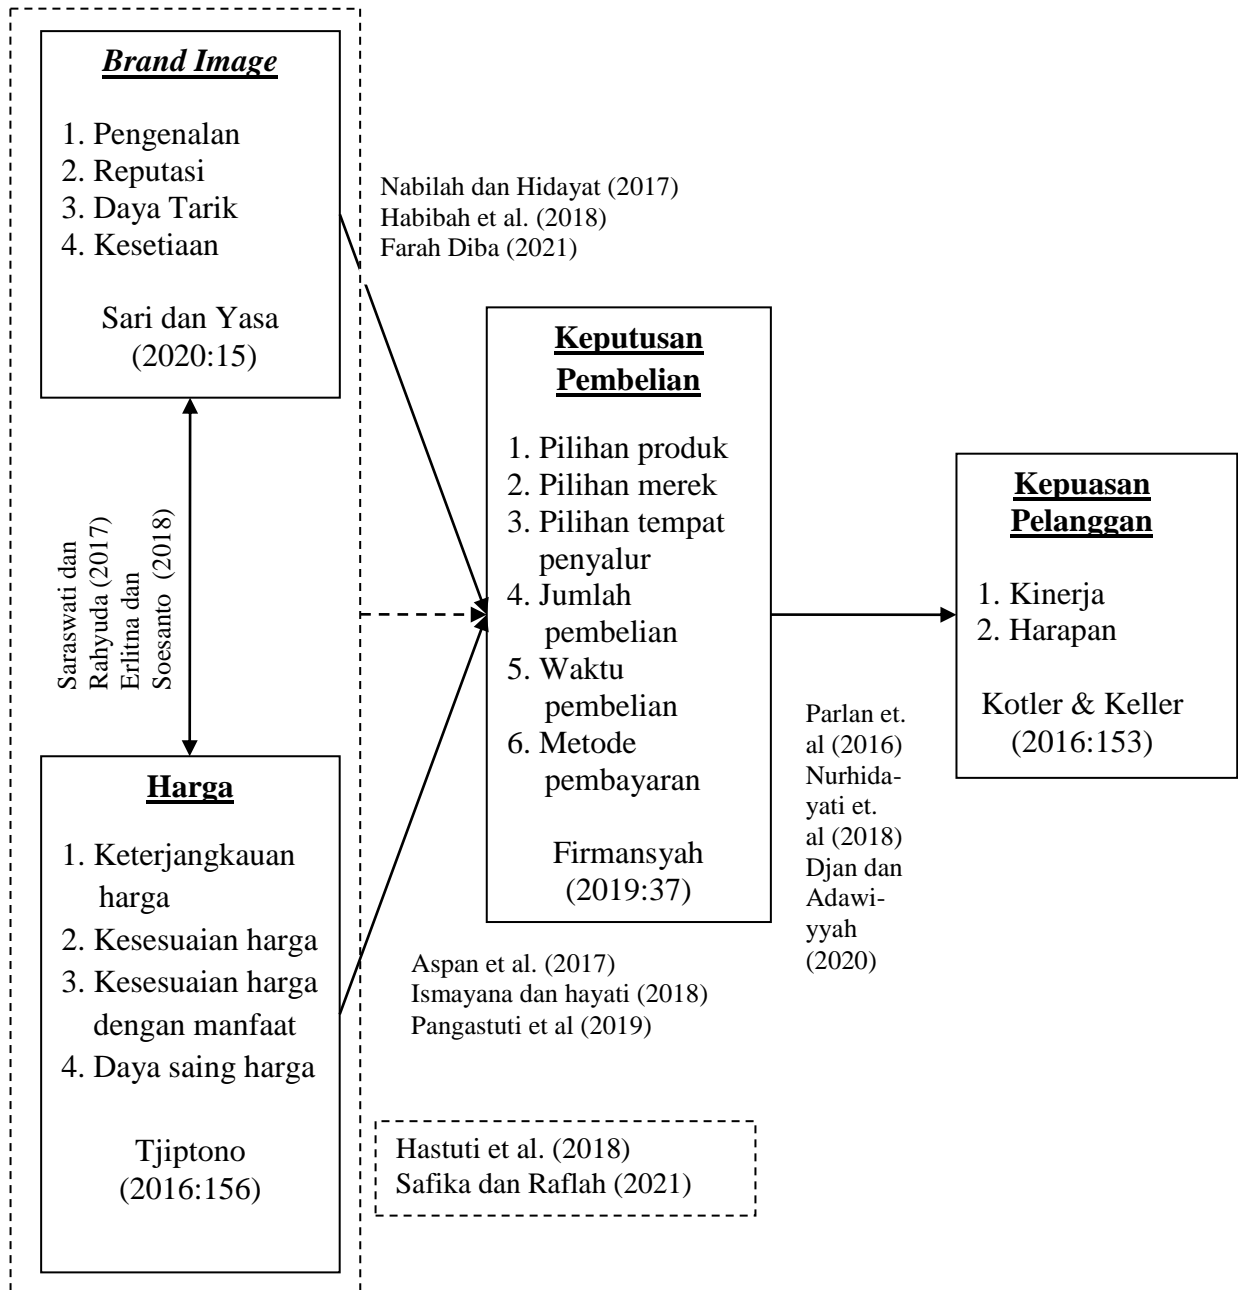 Brand Image
1. Pengenalan
2. Reputasi
3. Daya Tarik
4. Kesetiaan
Sari dan Yasa
(2020:15)
Nabilah dan Hidayat (2017)
Habibah et al. (2018)
Farah Diba (2021)
Saraswati dan
Rahyuda (2017)
Erlitna dan
Soesanto (2018)
Harga
1. Keterjangkauan
harga
2. Kesesuaian harga
3. Kesesuaian harga
dengan manfaat
4. Daya saing harga
Tjiptono
(2016:156)
Keputusan
Pembelian
1. Pilihan produk
2. Pilihan merek
3. Pilihan tempat
penyalur
4. Jumlah
pembelian
5. Waktu
pembelian
6. Metode
pembayaran
Firmansyah
(2019:37)
Aspan et al. (2017)
Ismayana dan hayati (2018)
Pangastuti et al (2019)
Hastuti et al. (2018)
Safika dan Raflah (2021)
Parlan et.
al (2016)
Nurhida-
yati et.
al (2018)
Djan dan
Adawi-
yyah
(2020)
Kepuasan
Pelanggan
1. Kinerja
2. Harapan
Kotler & Keller
(2016:153)